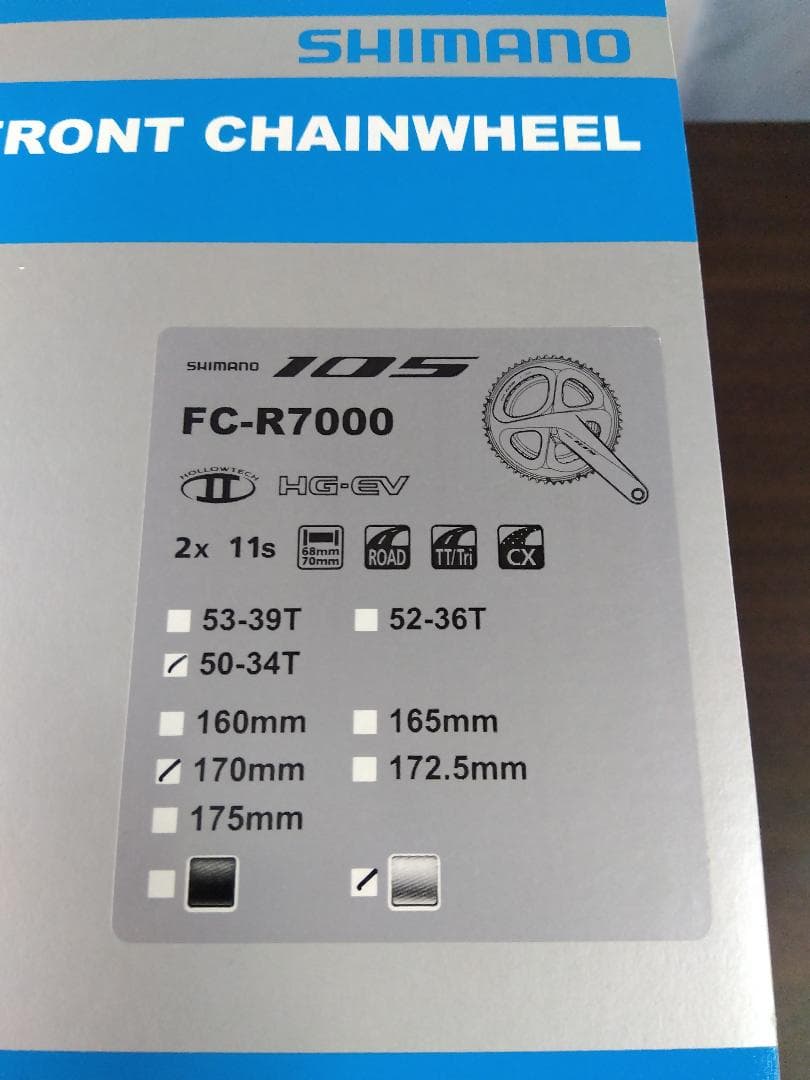 SHIMANO
FRONT CHAINWHEEL
SHIMANO 105
FC-R7000
HOLLOWTECH II HG-EV
2x 11s 68mm 70mm ROAD TT/Tri CX
53-39T 52-36T
50-34T
160mm 165mm
170mm 172.5mm
175mm